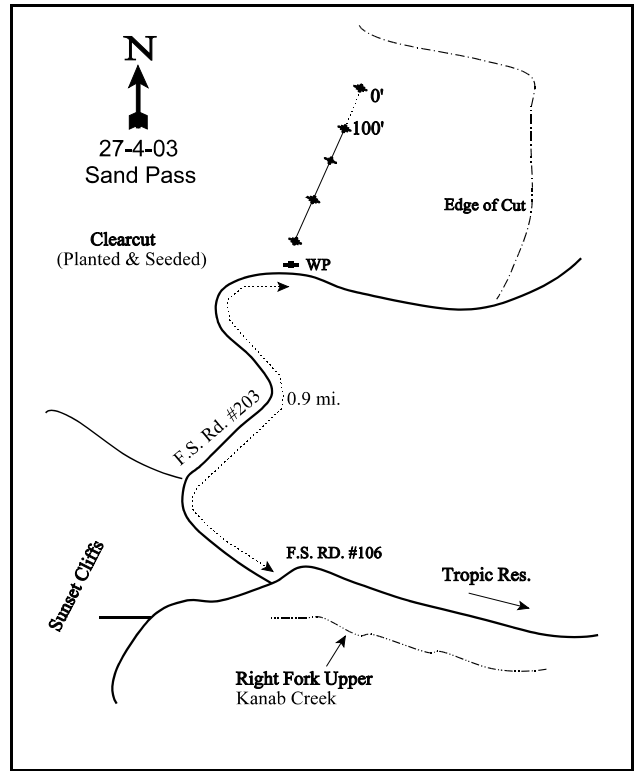 N
27-4-03
Sand Pass
0'
100'
Edge of Cut
Clearcut
(Planted & Seeded)
WP
0.9 mi.
F.S. Rd. #203
F.S. RD. #106
Tropic Res.
Sunset Cliffs
Right Fork Upper
Kanab Creek